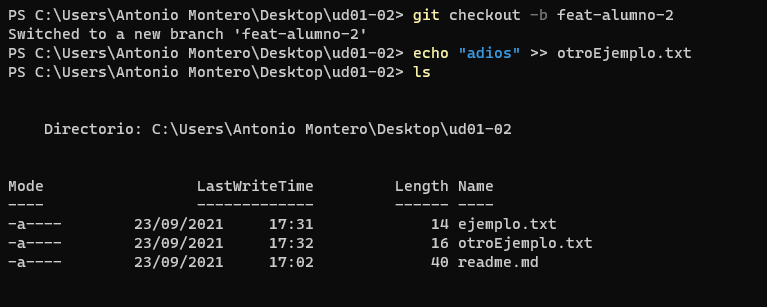 PS C:\Users\Antonio Montero\Desktop\ud01-02> git checkout -b feat-alumno-2
Switched to a new branch 'feat-alumno-2'
PS C:\Users\Antonio Montero\Desktop\ud01-02> echo "adios" >> otroEjemplo.txt
PS C:\Users\Antonio Montero\Desktop\ud01-02> ls
Directorio: C:\Users\Antonio Montero\Desktop\ud01-02
Mode LastWriteTime Length Name
---- ------------- ------ ----
-a---- 23/09/2021 17:31 14 ejemplo.txt
-a---- 23/09/2021 17:32 16 otroEjemplo.txt
-a---- 23/09/2021 17:02 40 readme.md